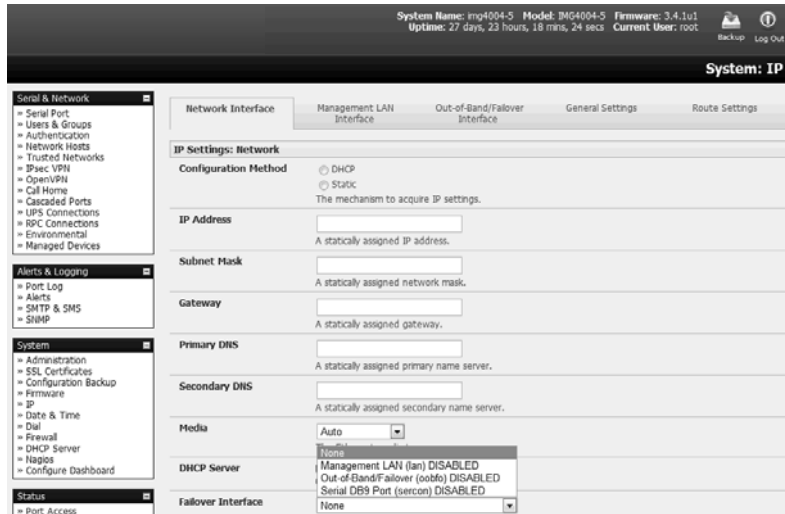 System Name: img4004-5 Model: IMG4004-5 Firmware: 3.4.1u1
Uptime: 27 days, 23 hours, 18 mins, 24 secs Current User: root
Backup Log Out
System: IP
Serial & Network
» Serial Port
» Users & Groups
» Authentication
» Network Hosts
» Trusted Networks
» IPsec VPN
» OpenVPN
» Call Home
» Cascaded Ports
» UPS Connections
» RPC Connections
» Environmental
» Managed Devices
Alerts & Logging
» Port Log
» Alerts
» SMTP & SMS
» SNMP
System
» Administration
» SSL Certificates
» Configuration Backup
» Firmware
» IP
» Date & Time
» Dial
» Firewall
» DHCP Server
» Nagios
» Configure Dashboard
Status
» Port Access
Network Interface
Management LAN
Interface
Out-of-Band/Failover
Interface
General Settings
Route Settings
IP Settings: Network
Configuration Method
DHCP
Static
The mechanism to acquire IP settings.
IP Address
A statically assigned IP address.
Subnet Mask
A statically assigned network mask.
Gateway
A statically assigned gateway.
Primary DNS
A statically assigned primary name server.
Secondary DNS
A statically assigned secondary name server.
Media
Auto
None
Management LAN (lan) DISABLED
Out-of-Band/Failover (oobfo) DISABLED
Serial DB9 Port (sercon) DISABLED
DHCP Server
Failover Interface
None